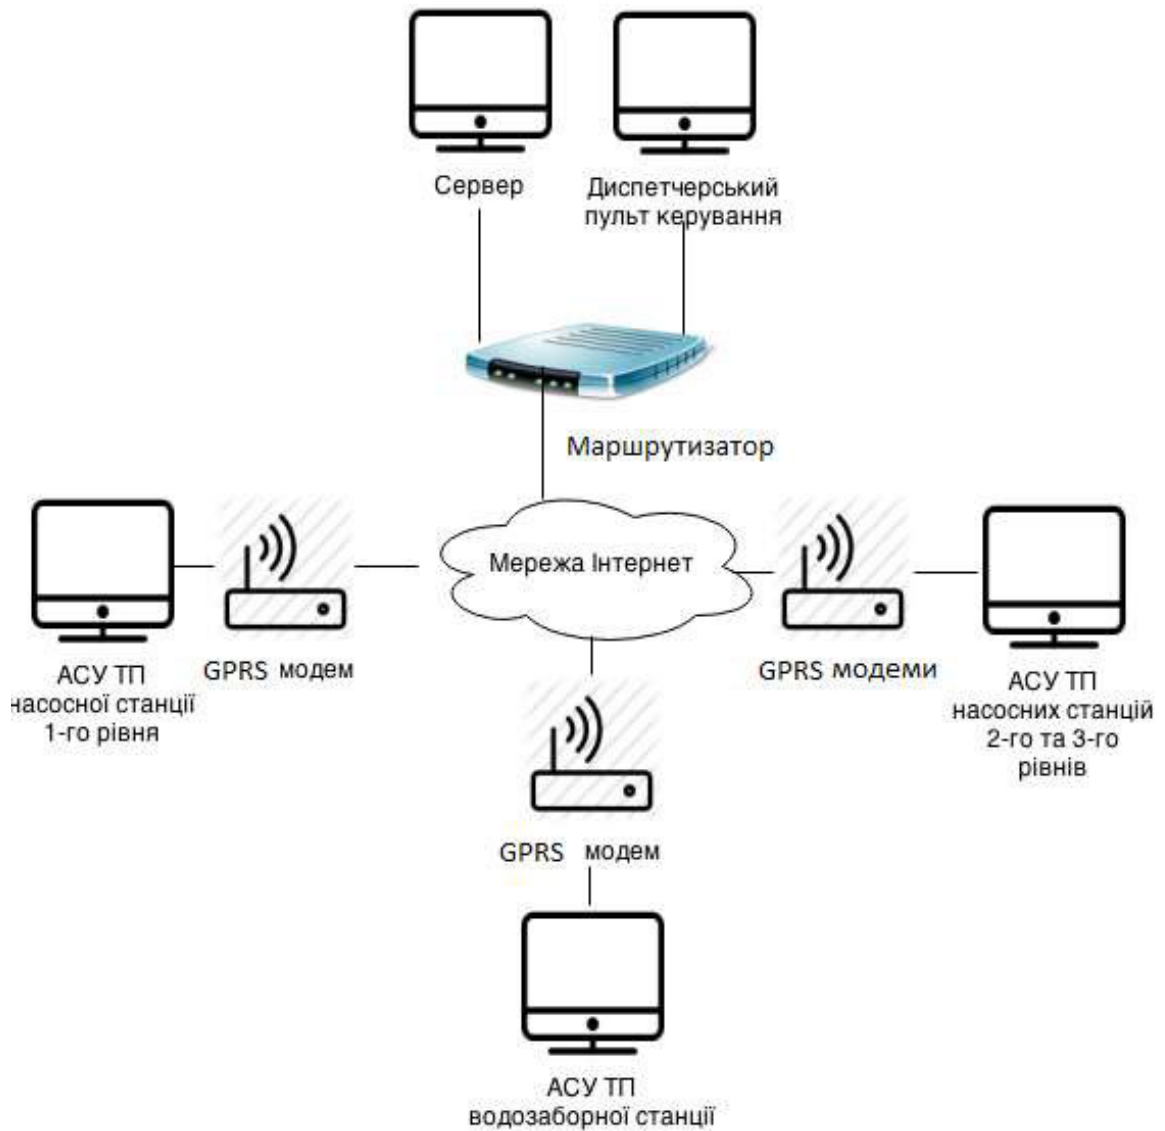 Сервер
Диспетчерський
пульт керування
Маршрутизатор
Мережа Інтернет
GPRS модем
АСУ ТП
насосної станції
1-го рівня
GPRS модеми
АСУ ТП
насосних станцій
2-го та 3-го
рівнів
GPRS модем
АСУ ТП
водозаборної станції